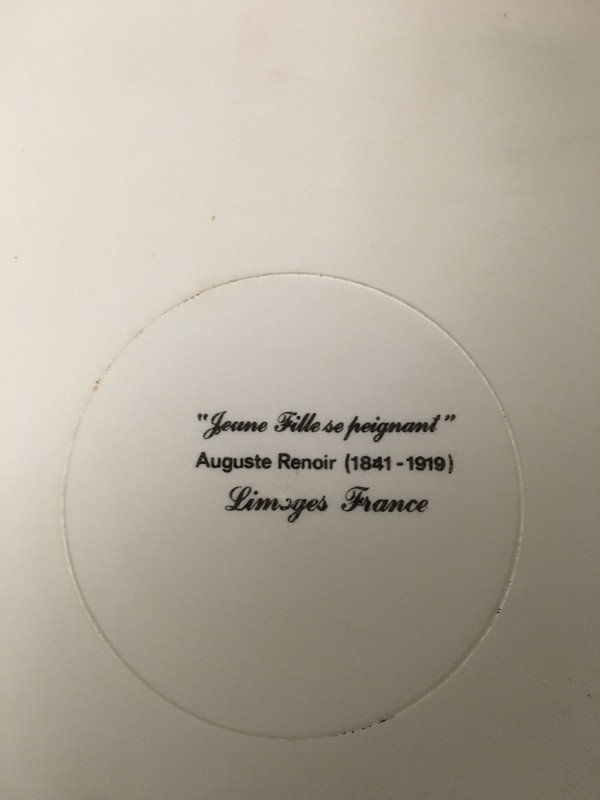 "Jeune Fille se peignant"
Auguste Renoir (1841-1919)
Limoges France